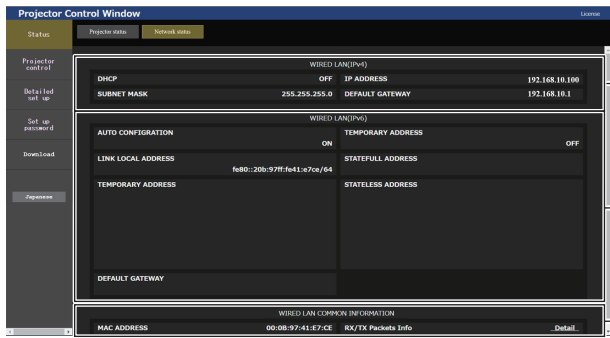 Projector Control Window
License
Status
Projector status
Network status
Projector
control
Detailed
set up
Set up
password
Download
Japanese
WIRED LAN(IPv4)
DHCP OFF IP ADDRESS 192.168.10.100
SUBNET MASK 255.255.255.0 DEFAULT GATEWAY 192.168.10.1
WIRED LAN(IPv6)
AUTO CONFIGRATION TEMPORARY ADDRESS
ON OFF
LINK LOCAL ADDRESS STATEFULL ADDRESS
fe80::20b:97ff:fe41:e7ce/64
TEMPORARY ADDRESS STATELESS ADDRESS
DEFAULT GATEWAY
WIRED LAN COMMON INFORMATION
MAC ADDRESS 00:0B:97:41:E7:CE RX/TX Packets Info Detail